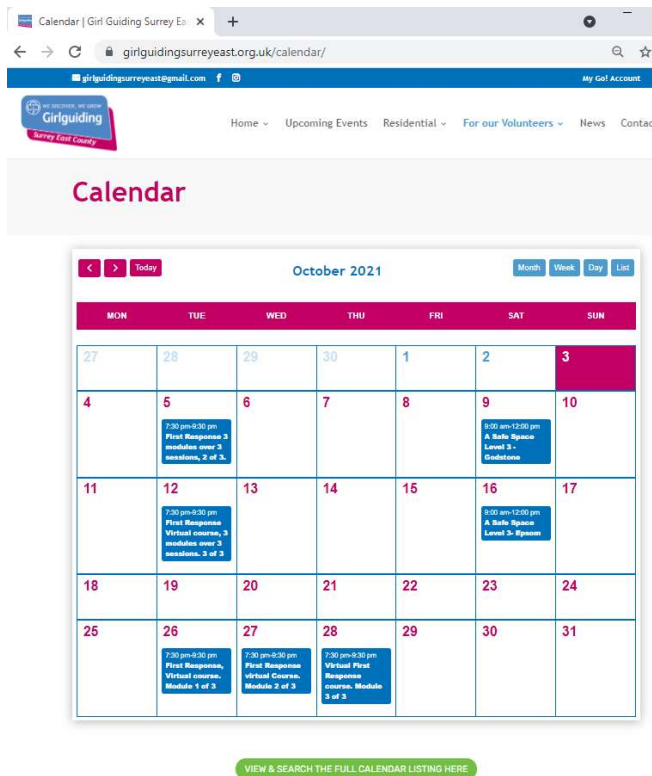 Calendar | Girl Guiding Surrey Ea
girlguidingsurreyeast.org.uk/calendar/
girlguidingsurreyeast@gmail.com
My Go! Account
WE DISCOVER, WE GROW
Girlguiding
Surrey East County
Home Upcoming Events Residential For our Volunteers News Contac
Calendar
Today
October 2021
Month Week Day List
MON TUE WED THU FRI SAT SUN
27 28 29 30 1 2 3
4 5 6 7 8 9 10
7:30 pm-9:30 pm
First Response 3
modules over 3
sessions, 2 of 3.
9:00 am-12:00 pm
A Safe Space
Level 3 -
Godstone
11 12 13 14 15 16 17
7:30 pm-9:30 pm
First Response
Virtual course, 3
modules over 3
sessions. 3 of 3
9:00 am-12:00 pm
A Safe Space
Level 3- Epsom
18 19 20 21 22 23 24
25 26 27 28 29 30 31
7:30 pm-9:30 pm
First Response,
Virtual course.
Module 1 of 3
7:30 pm-9:30 pm
First Response
virtual Course.
Module 2 of 3
7:30 pm-9:30 pm
Virtual First
Response
course. Module
3 of 3
VIEW & SEARCH THE FULL CALENDAR LISTING HERE